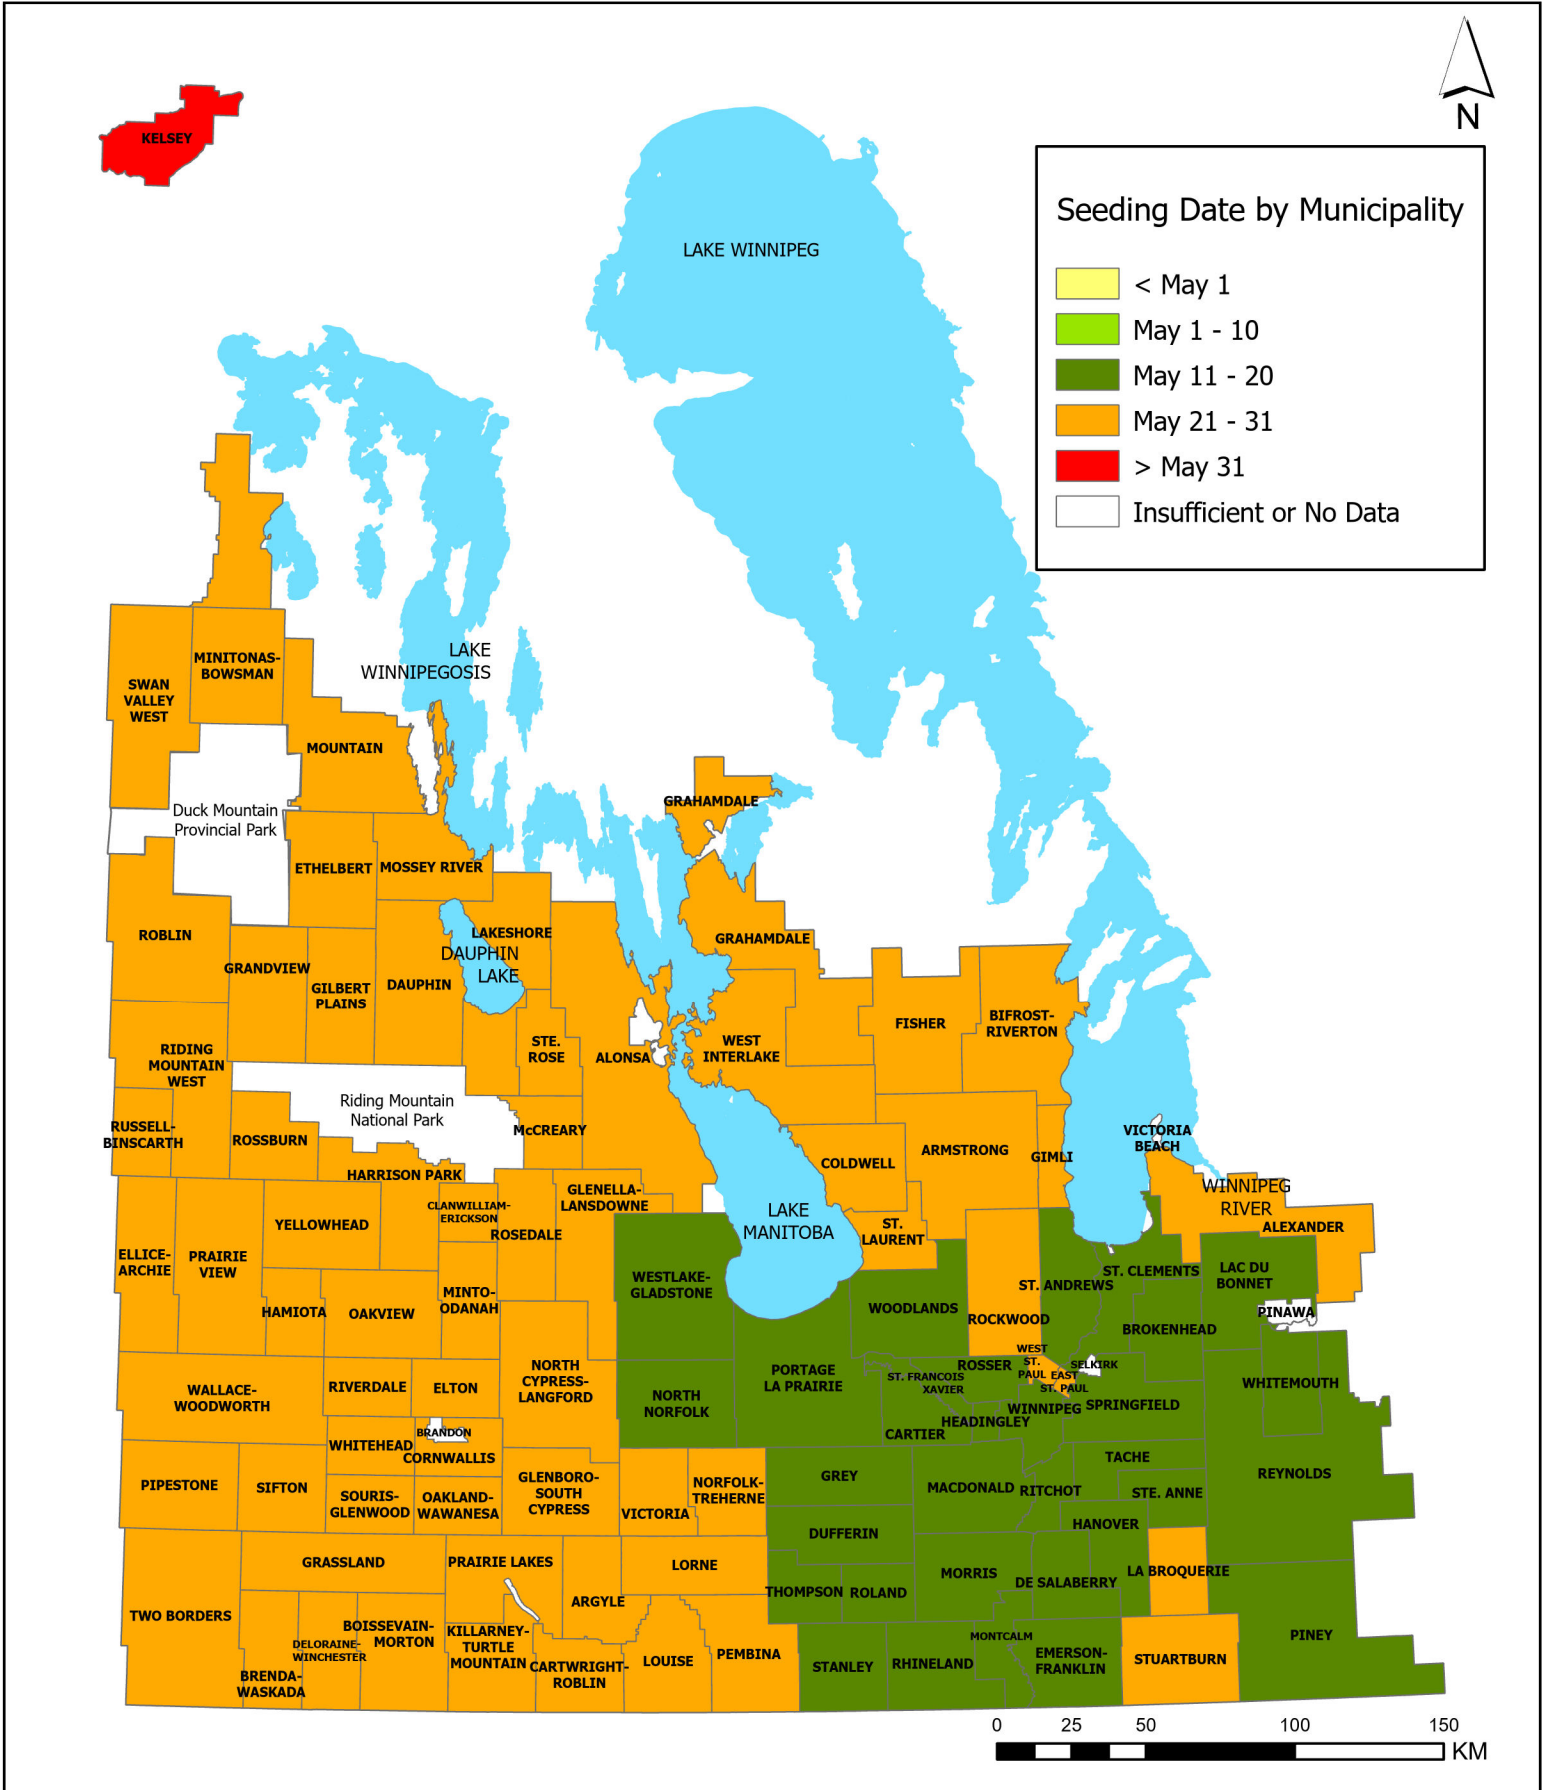 N
KELSEY
Seeding Date by Municipality
< May 1
May 1 - 10
May 11 - 20
May 21 - 31
> May 31
Insufficient or No Data
LAKE WINNIPEG
LAKE
WINNIPEGOSIS
MINITONAS-
BOWSMAN
SWAN
VALLEY
WEST
MOUNTAIN
Duck Mountain
Provincial Park
GRAHAMDALE
ETHELBERT
MOSSEY RIVER
ROBLIN
LAKESHORE
DAUPHIN
LAKE
GRAHAMDALE
GRANDVIEW
GILBERT
PLAINS
DAUPHIN
FISHER
BIFROST-
RIVERTON
STE.
ROSE
ALONSA
WEST
INTERLAKE
RIDING
MOUNTAIN
WEST
Riding Mountain
National Park
RUSSELL-
BINSCARTH
ROSSBURN
McCREARY
VICTORIA
BEACH
HARRISON PARK
COLDWELL
ARMSTRONG
GIMLI
CLANWILLIAM-
ERICKSON
GLENELLA-
LANSDOWNE
WINNIPEG
RIVER
ALEXANDER
YELLOWHEAD
ROSEDALE
LAKE
MANITOBA
ST.
LAURENT
ELLICE-
ARCHIE
PRAIRIE
VIEW
HAMIOTA
OAKVIEW
MINTO-
ODANAH
WESTLAKE-
GLADSTONE
WOODLANDS
ROCKWOOD
ST. ANDREWS
ST. CLEMENTS
LAC DU
BONNET
PINAWA
BROKENHEAD
WALLACE-
WOODWORTH
RIVERDALE
ELTON
NORTH
CYPRESS-
LANGFORD
NORTH
NORFOLK
PORTAGE
LA PRAIRIE
ST. FRANCOIS
XAVIER
ROSSER
WEST
ST.
PAUL
EAST
ST. PAUL
SELKIRK
WHITEMOUTH
CARTIER
HEADINGLEY
WINNIPEG
SPRINGFIELD
WHITEHEAD
BRANDON
CORNWALLIS
PIPESTONE
SIFTON
SOURIS-
GLENWOOD
OAKLAND-
WAWANESA
GLENBORO-
SOUTH
CYPRESS
VICTORIA
NORFOLK-
TREHERNE
GREY
MACDONALD
RITCHOT
TACHE
STE. ANNE
REYNOLDS
HANOVER
DUFFERIN
GRASSLAND
PRAIRIE LAKES
LORNE
THOMPSON
ROLAND
MORRIS
DE SALABERRY
LA BROQUERIE
TWO BORDERS
ARGYLE
BRENDA-
WASKADA
DELORAINE-
WINCHESTER
BOISSEVAIN-
MORTON
KILLARNEY-
TURTLE
MOUNTAIN
CARTWRIGHT-
ROBLIN
LOUISE
PEMBINA
STANLEY
RHINELAND
MONTCALM
EMERSON-
FRANKLIN
STUARTBURN
PINEY
0 25 50 100 150
KM